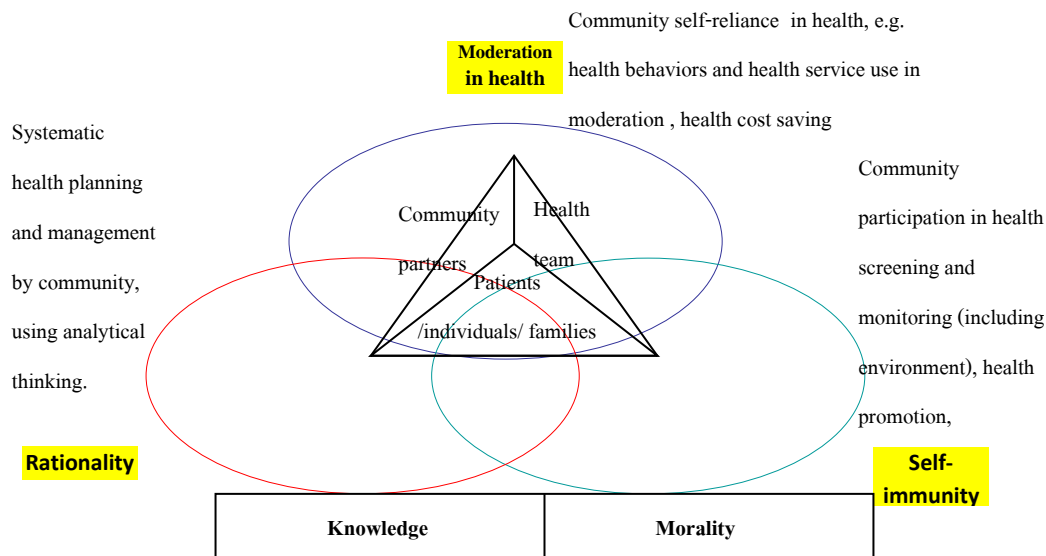 Community self-reliance in health, e.g.
health behaviors and health service use in
moderation , health cost saving
Moderation
in health
Systematic
health planning
and management
by community,
using analytical
thinking.
Community
participation in health
screening and
monitoring (including
environment), health
promotion,
Community
partners
Health
team
Patients
/individuals/ families
Rationality
Self-
immunity
Knowledge
Morality